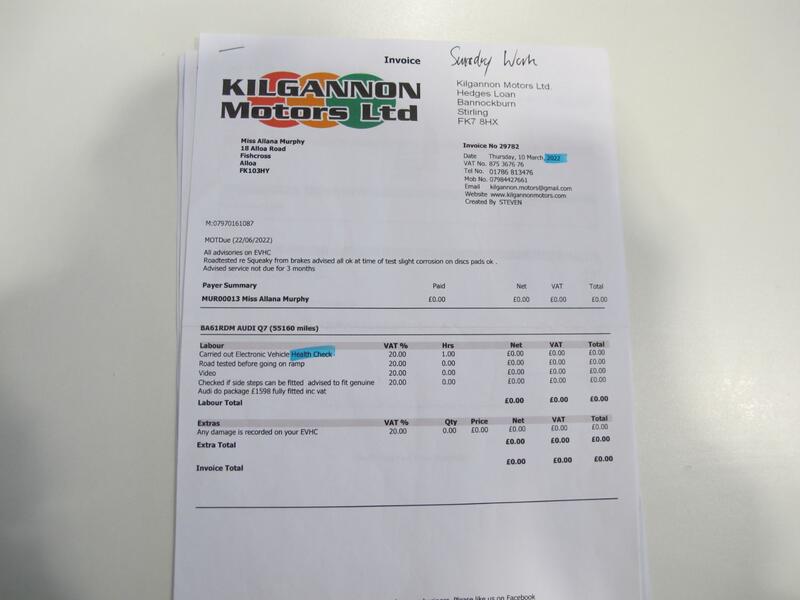 Invoice
Sundry Work
KILGANNON
Motors Ltd
Kilgannon Motors Ltd.
Hedges Loan
Bannockburn
Stirling
FK7 8HX
Miss Allana Murphy
18 Alloa Road
Fishcross
Alloa
FK103HY
Invoice No 29782
Date Thursday, 10 March, 2022
VAT No. 875 3676 76
Tel No. 01786 813476
Mob No. 07984427661
Email kilgannon.motors@gmail.com
Website www.kilgannonmotors.com
Created By STEVEN
M:07970161087
MOTDue (22/06/2022)
All advisories on EVHC
Roadtested re Squeaky from brakes advised all ok at time of test slight corrosion on discs pads ok .
Advised service not due for 3 months
Payer Summary Paid Net VAT Total
MUR00013 Miss Allana Murphy £0.00 £0.00 £0.00 £0.00
BA61RDM AUDI Q7 (55160 miles)
Labour VAT % Hrs Net VAT Total
Carried out Electronic Vehicle Health Check . 20.00 1.00 £0.00 £0.00 £0.00
Road tested before going on ramp 20.00 0.00 £0.00 £0.00 £0.00
Video 20.00 0.00 £0.00 £0.00 £0.00
Checked if side steps can be fitted advised to fit genuine 20.00 0.00 £0.00 £0.00 £0.00
Audi do package £1598 fully fitted inc vat
Labour Total £0.00 £0.00 £0.00
Extras VAT % Qty Price Net VAT Total
Any damage is recorded on your EVHC 20.00 0.00 £0.00 £0.00 £0.00 £0.00
Extra Total £0.00 £0.00 £0.00
Invoice Total £0.00 £0.00 £0.00
Please like us on Facebook